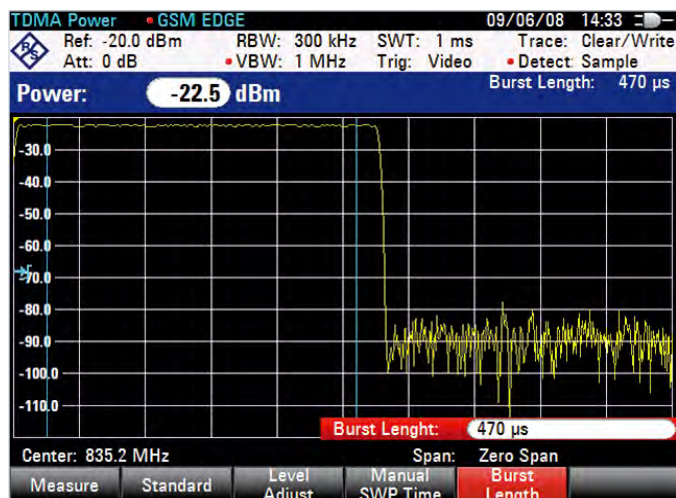 TDMA Power • GSM EDGE 09/06/08 14:33
R/S Ref: -20.0 dBm RBW: 300 kHz SWT: 1 ms Trace: Clear/Write
Att: 0 dB • VBW: 1 MHz Trig: Video • Detect: Sample
Power: -22.5 dBm Burst Length: 470 µs
-30.0
-40.0
-50.0
-60.0
-70.0
-80.0
-90.0
-100.0
-110.0
Burst Lenght: 470 µs
Center: 835.2 MHz Span: Zero Span
Measure Standard Level Adjust Manual SWP Time Burst Length